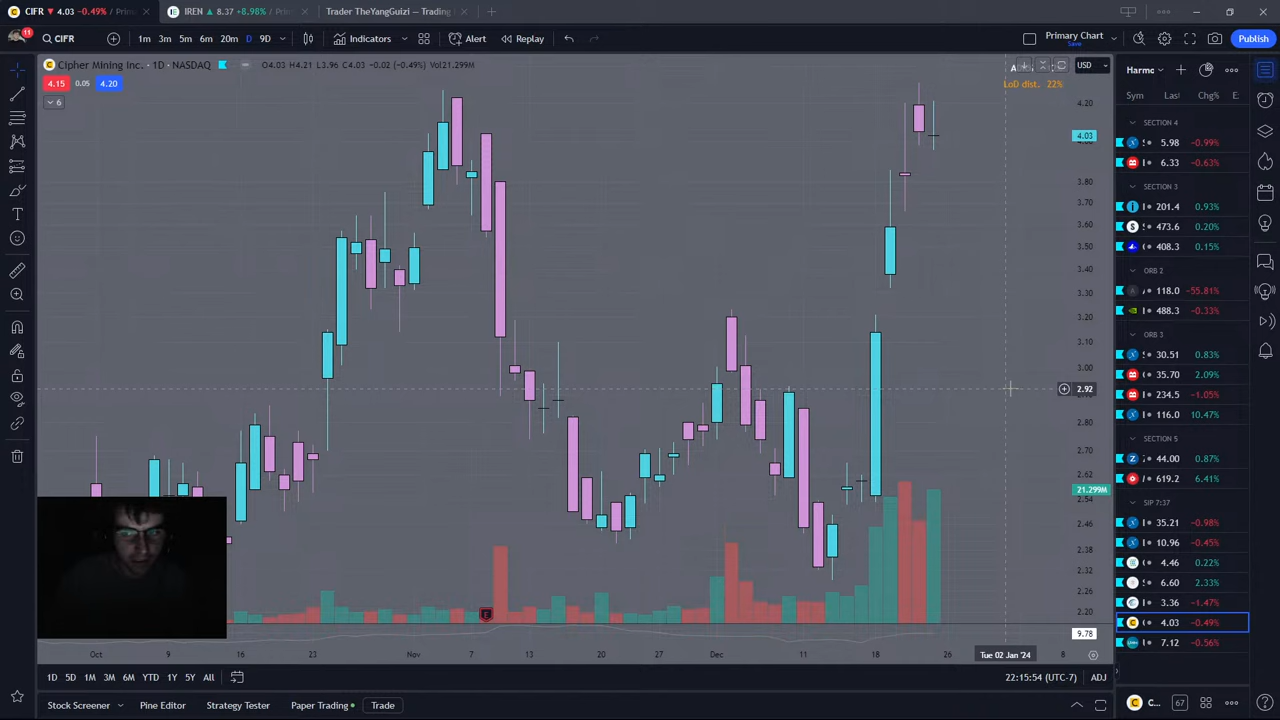 CIFR ▼ 4.03 −0.49% / Prim
IREN ▲ 8.37 +8.98% / Prim
Trader TheYangGuizi — Trading
11
CIFR
1m 3m 5m 6m 20m D 9D
Indicators
Alert
Replay
Primary Chart
Save
Publish
Cipher Mining Inc. · 1D · NASDAQ
O4.03 H4.21 L3.96 C4.03 −0.02 (−0.49%) Vol21.299M
4.15 0.05 4.20
6
LoD dist. 22%
USD
4.20
4.03
3.80
3.70
3.60
3.50
3.40
3.30
3.20
3.10
3.00
2.92
2.70
2.62
21.299M
2.54
2.46
2.38
2.32
2.26
2.20
9.78
E
Oct 9 16 23 Nov 7 13 20 27 Dec 11 18 26 Tue 02 Jan '24 8
1D 5D 1M 3M 6M YTD 1Y 5Y All
22:15:54 (UTC-7)
ADJ
Stock Screener
Pine Editor
Strategy Tester
Paper Trading
Trade
Harmo
Sym Last Chg% E
SECTION 4
5.98 −0.99%
6.33 −0.63%
SECTION 3
201.4 0.93%
473.6 0.20%
408.3 0.15%
ORB 2
118.0 −55.81%
488.3 −0.33%
ORB 3
30.51 0.83%
35.70 2.09%
234.5 −1.05%
116.0 10.47%
SECTION 5
44.00 0.87%
619.2 6.41%
SIP 7:37
35.21 −0.98%
10.96 −0.45%
4.46 0.22%
6.60 2.33%
3.36 −1.47%
4.03 −0.49%
7.12 −0.56%
C...
67